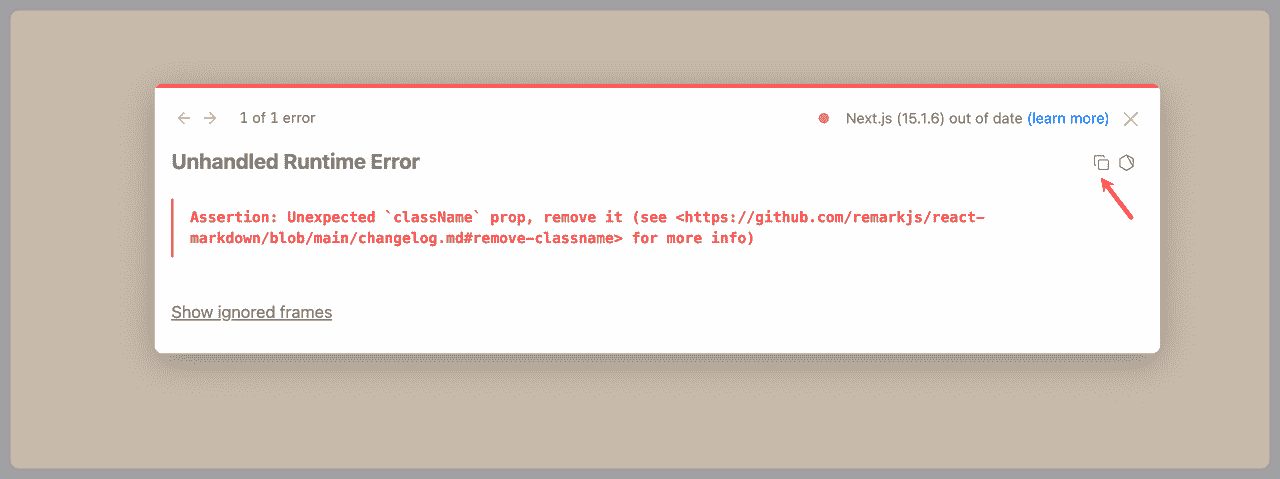 1 of 1 error
Next.js (15.1.6) out of date (learn more)
Unhandled Runtime Error
Assertion: Unexpected `className` prop, remove it (see <https://github.com/remarkjs/react-
markdown/blob/main/changelog.md#remove-classname> for more info)
Show ignored frames